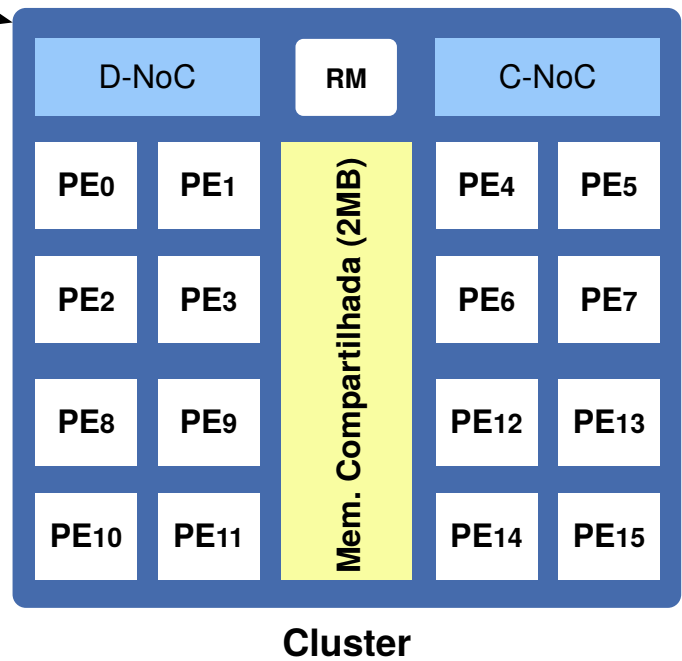 D-NoC RM C-NoC
PE0 PE1 PE4 PE5
PE2 PE3 PE6 PE7
PE8 PE9 PE12 PE13
PE10 PE11 PE14 PE15
Mem. Compartilhada (2MB)
Cluster